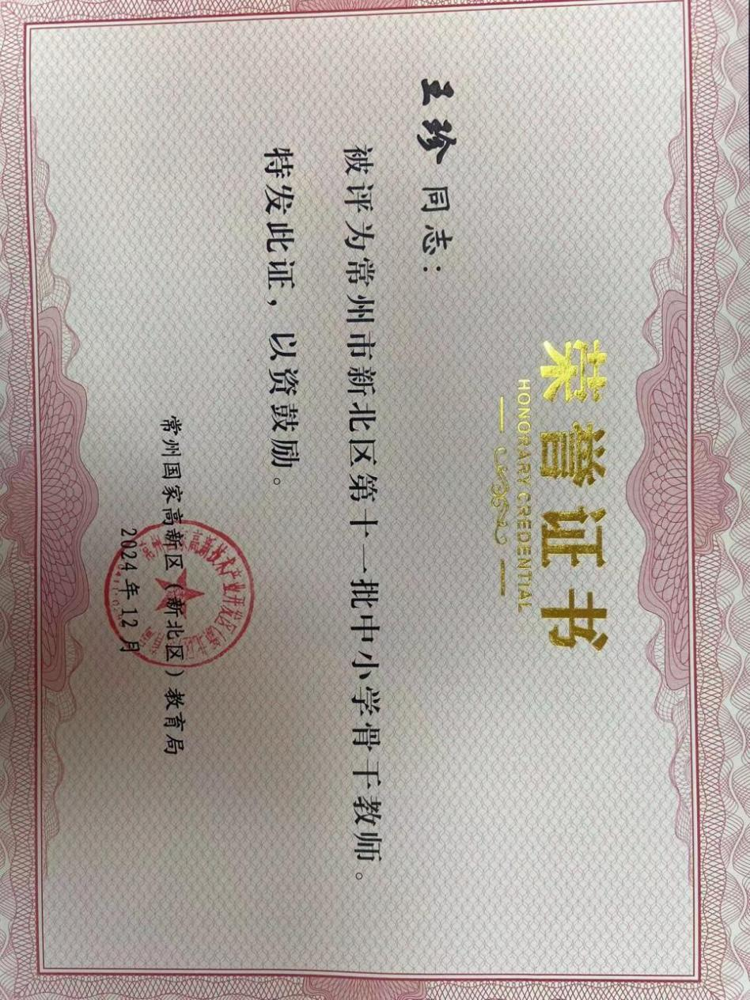 荣誉证书
HONORARY CREDENTIAL
王珍 同志：
被评为常州市新北区第十一批中小学骨干教师。
特发此证，以资鼓励。
常州国家高新区（新北区）教育局
2024年12月